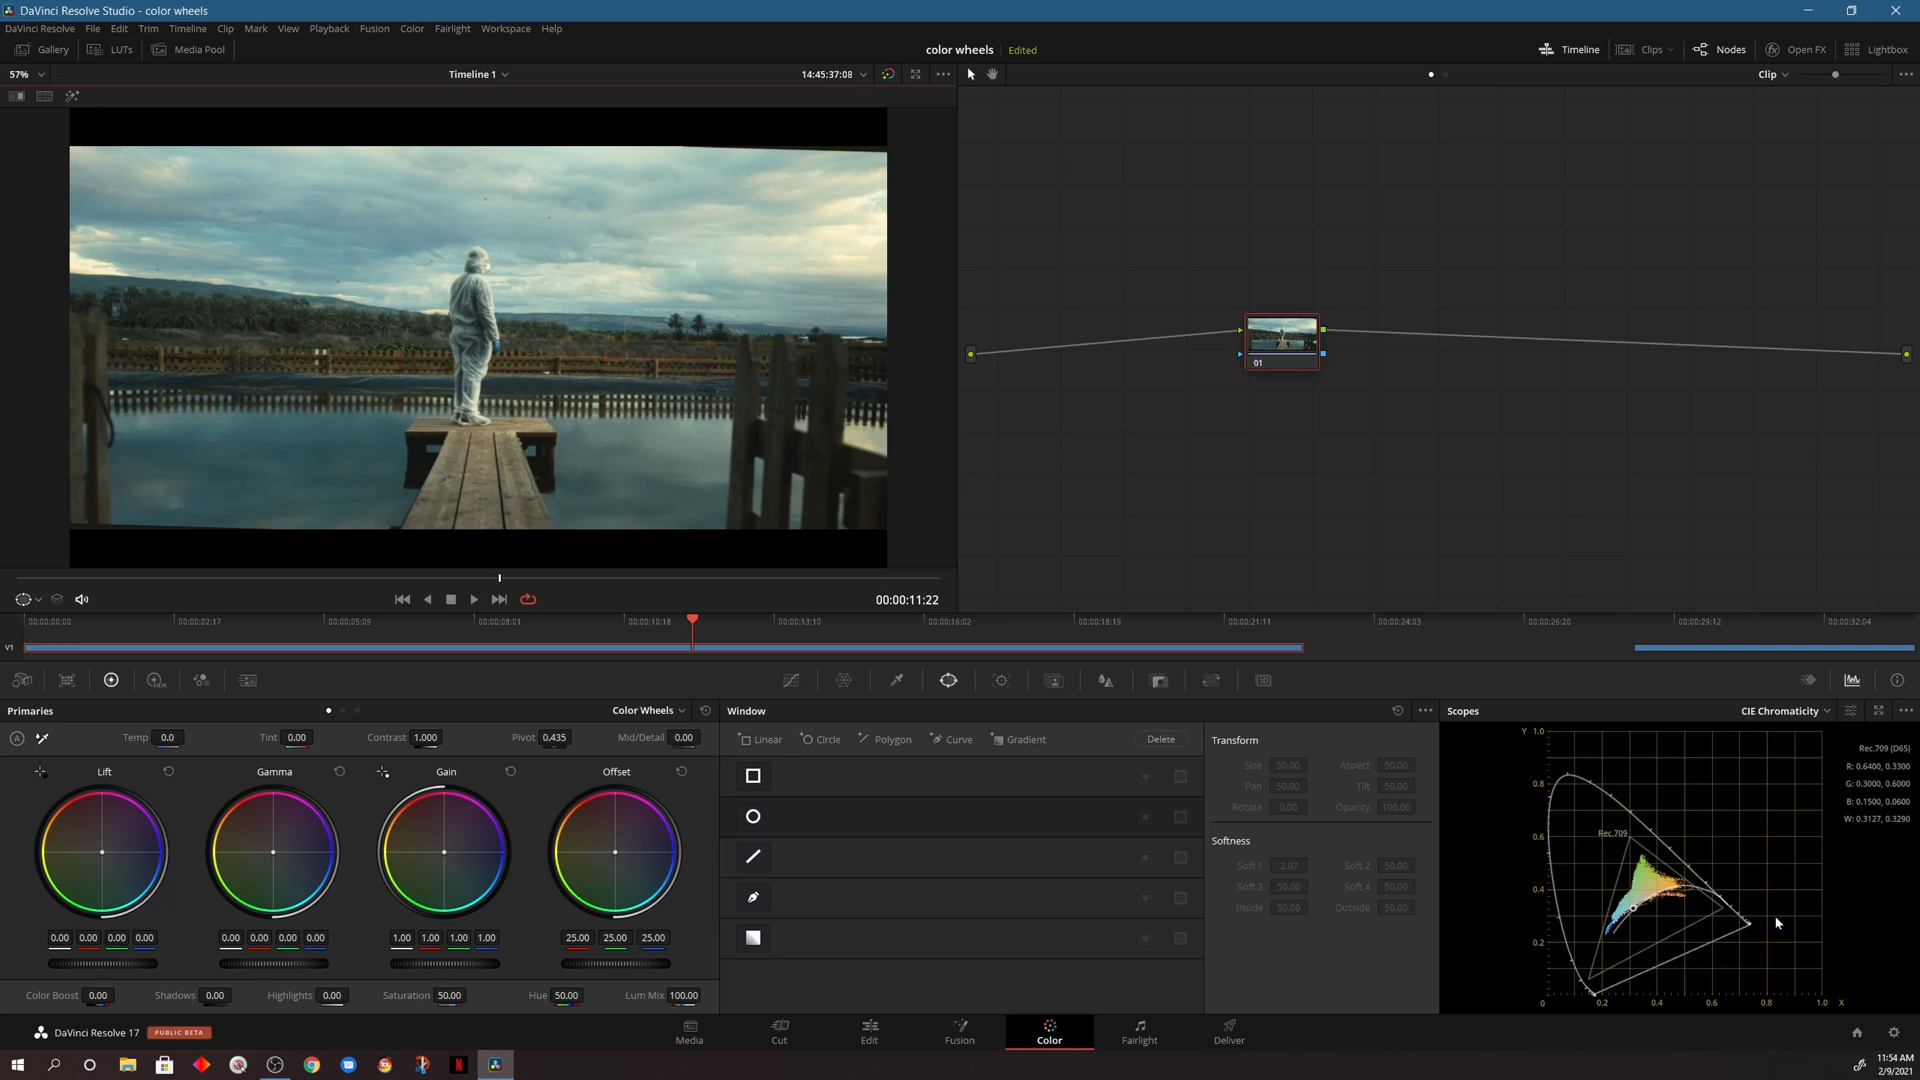 DaVinci Resolve Studio - color wheels
DaVinci Resolve File Edit Trim Timeline Clip Mark View Playback Fusion Color Fairlight Workspace Help
Gallery LUTs Media Pool color wheels Edited Timeline Clips Nodes Open FX Lightbox
57% Timeline 1 14:45:37:08 Clip
01
00:00:11:22
00:00:00:00 00:00:02:17 00:00:05:09 00:00:08:01 00:00:10:18 00:00:13:10 00:00:16:02 00:00:18:19 00:00:21:11 00:00:24:03 00:00:26:20 00:00:29:12 00:00:32:04
V1
HDR
3D
Primaries Color Wheels Window Scopes CIE Chromaticity
A Temp 0.0 Tint 0.00 Contrast 1.000 Pivot 0.435 Mid/Detail 0.00
Linear Circle Polygon Curve Gradient Delete
Lift Gamma Gain Offset
0.00 0.00 0.00 0.00 0.00 0.00 0.00 0.00 1.00 1.00 1.00 1.00 25.00 25.00 25.00
Color Boost 0.00 Shadows 0.00 Highlights 0.00 Saturation 50.00 Hue 50.00 Lum Mix 100.00
Transform
Size 50.00 Aspect 50.00
Pan 50.00 Tilt 50.00
Rotate 0.00 Opacity 100.00
Softness
Soft 1 2.07 Soft 2 50.00
Soft 3 50.00 Soft 4 50.00
Inside 50.00 Outside 50.00
Y 1.0
0.8
0.6
0.4
0.2
0 0.2 0.4 0.6 0.8 1.0 X
Rec.709
Rec.709 (D65)
R: 0.6400, 0.3300
G: 0.3000, 0.6000
B: 0.1500, 0.0600
W: 0.3127, 0.3290
DaVinci Resolve 17 PUBLIC BETA
Media Cut Edit Fusion Color Fairlight Deliver
N
11:54 AM
2/9/2021